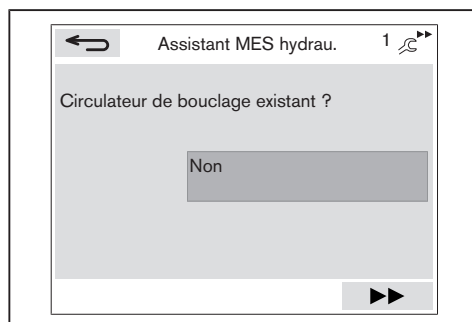 Assistant MES hydrau. 1
Circulateur de bouclage existant ?
Non